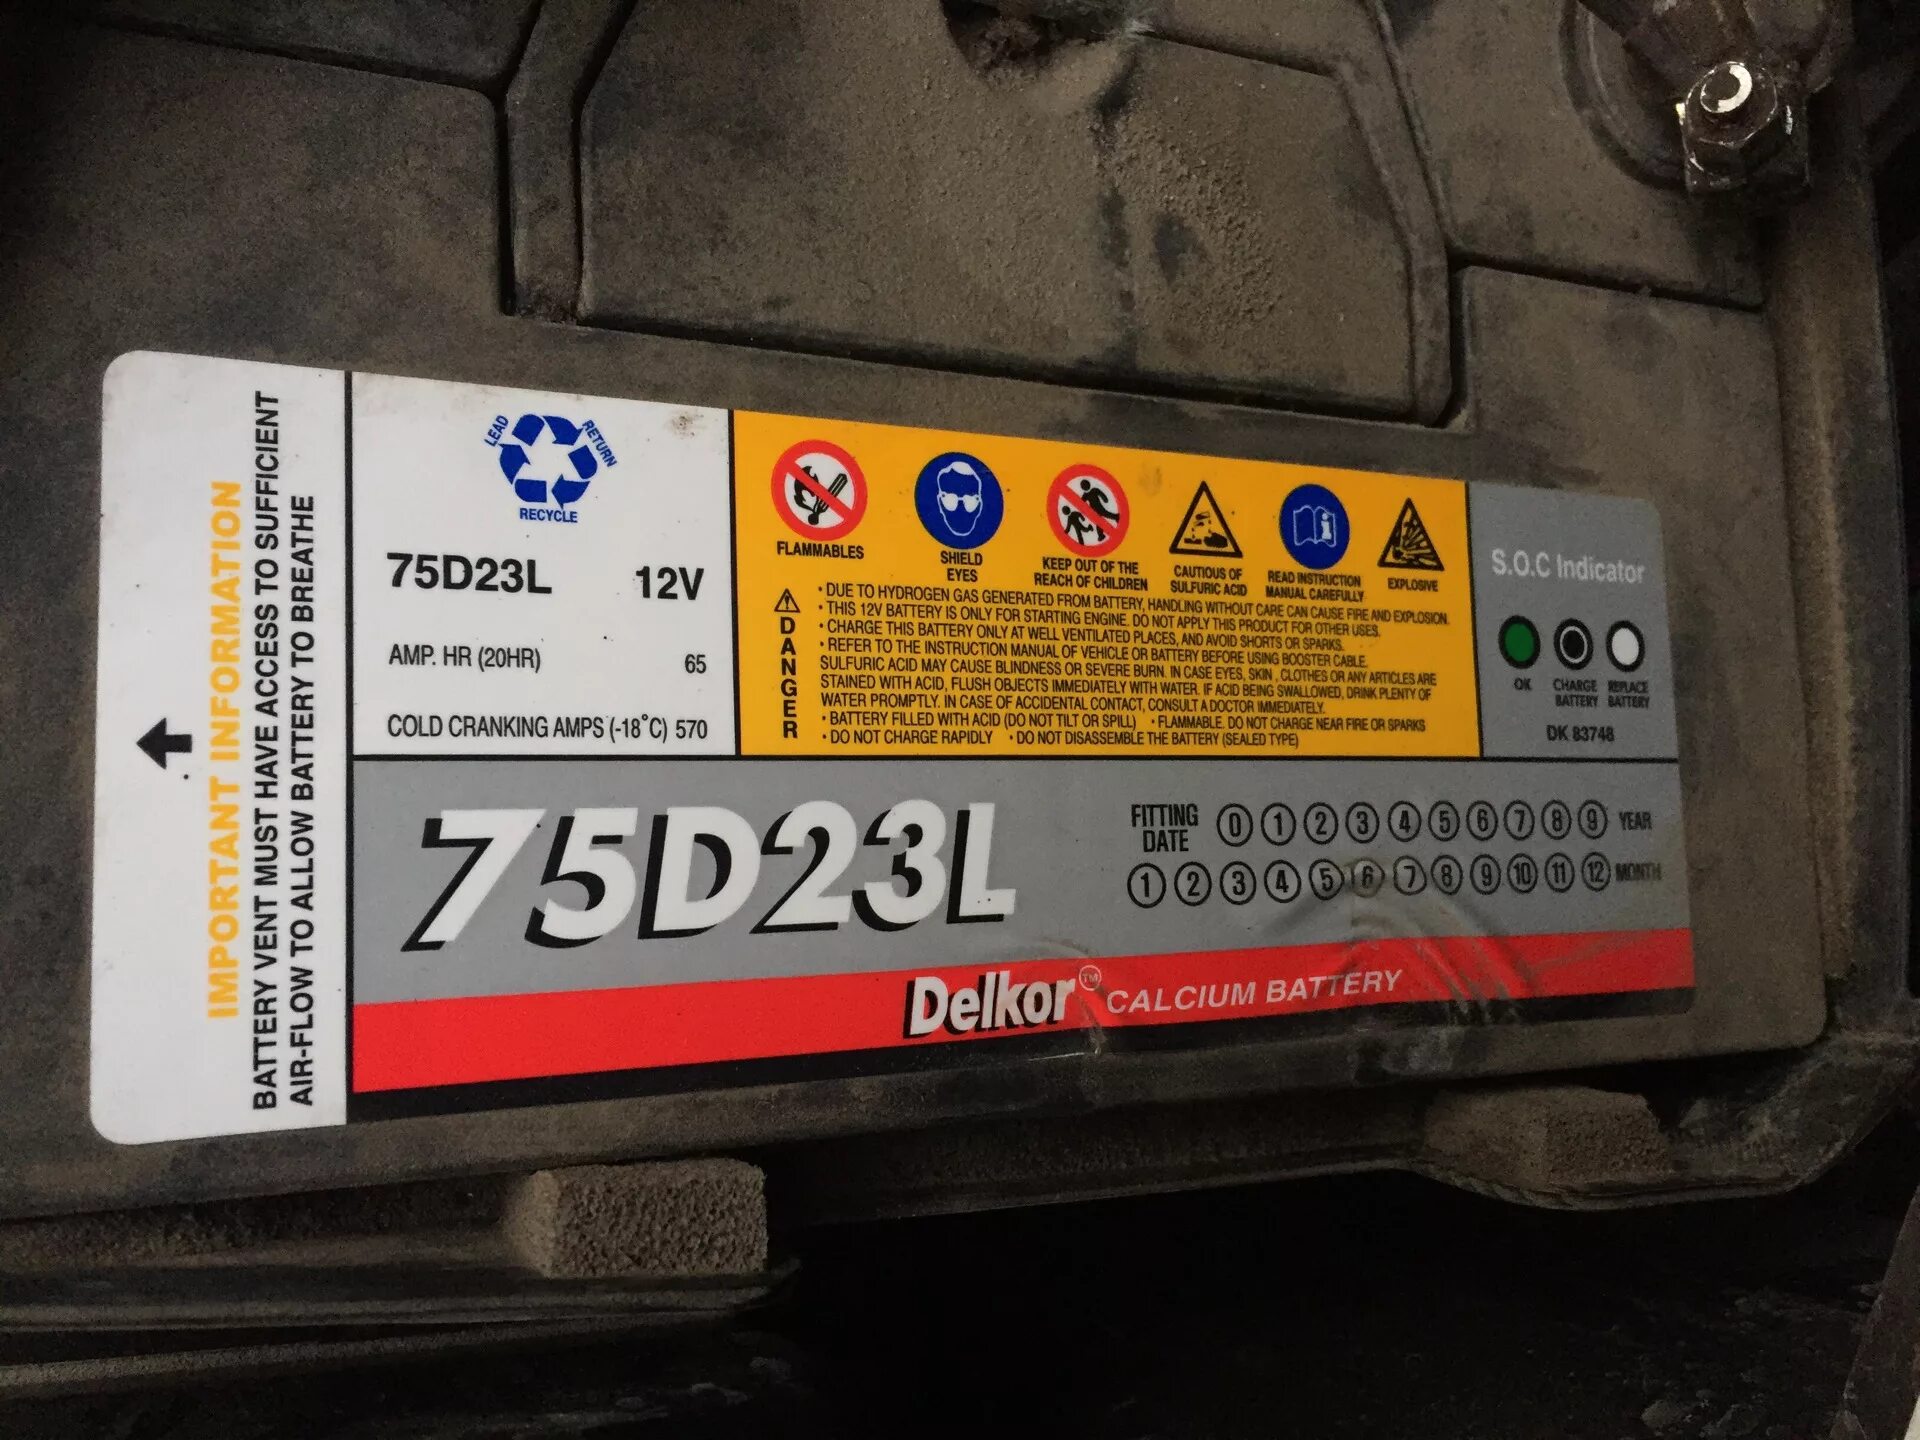 IMPORTANT INFORMATION
BATTERY VENT MUST HAVE ACCESS TO SUFFICIENT
AIR-FLOW TO ALLOW BATTERY TO BREATHE
LEAD
RETURN
RECYCLE
75D23L 12V
AMP. HR (20HR) 65
COLD CRANKING AMPS (-18°C) 570
FLAMMABLES
SHIELD
EYES
KEEP OUT OF THE
REACH OF CHILDREN
CAUTIOUS OF
SULFURIC ACID
READ INSTRUCTION
MANUAL CAREFULLY
EXPLOSIVE
DANGER
• DUE TO HYDROGEN GAS GENERATED FROM BATTERY, HANDLING WITHOUT CARE CAN CAUSE FIRE AND EXPLOSION.
• THIS 12V BATTERY IS ONLY FOR STARTING ENGINE. DO NOT APPLY THIS PRODUCT FOR OTHER USES.
• CHARGE THIS BATTERY ONLY AT WELL VENTILATED PLACES, AND AVOID SHORTS OR SPARKS.
• REFER TO THE INSTRUCTION MANUAL OF VEHICLE OR BATTERY BEFORE USING BOOSTER CABLE.
SULFURIC ACID MAY CAUSE BLINDNESS OR SEVERE BURN. IN CASE EYES, SKIN, CLOTHES OR ANY ARTICLES ARE
STAINED WITH ACID, FLUSH OBJECTS IMMEDIATELY WITH WATER. IF ACID BEING SWALLOWED, DRINK PLENTY OF
WATER PROMPTLY. IN CASE OF ACCIDENTAL CONTACT, CONSULT A DOCTOR IMMEDIATELY.
• BATTERY FILLED WITH ACID (DO NOT TILT OR SPILL) • FLAMMABLE. DO NOT CHARGE NEAR FIRE OR SPARKS
• DO NOT CHARGE RAPIDLY • DO NOT DISASSEMBLE THE BATTERY (SEALED TYPE)
S.O.C Indicator
OK
CHARGE
BATTERY
REPLACE
BATTERY
DK 83748
75D23L
FITTING
DATE
0 1 2 3 4 5 6 7 8 9 YEAR
1 2 3 4 5 6 7 8 9 10 11 12 MONTH
Delkor™ CALCIUM BATTERY